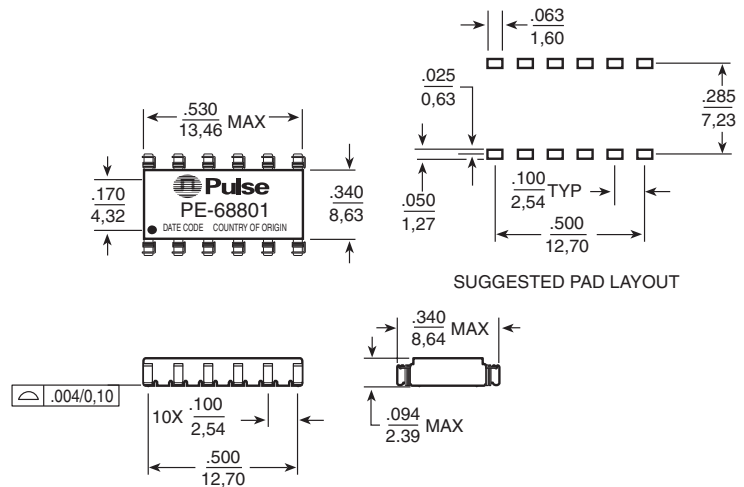 .530
13,46 MAX
.170
4,32
Pulse
PE-68801
DATE CODE COUNTRY OF ORIGIN
.340
8,63
.063
1,60
.025
0,63
.285
7,23
.050
1,27
.100
2,54 TYP
.500
12,70
SUGGESTED PAD LAYOUT
.004/0,10
10X .100
2,54
.500
12,70
.340
8,64 MAX
.094
2.39 MAX